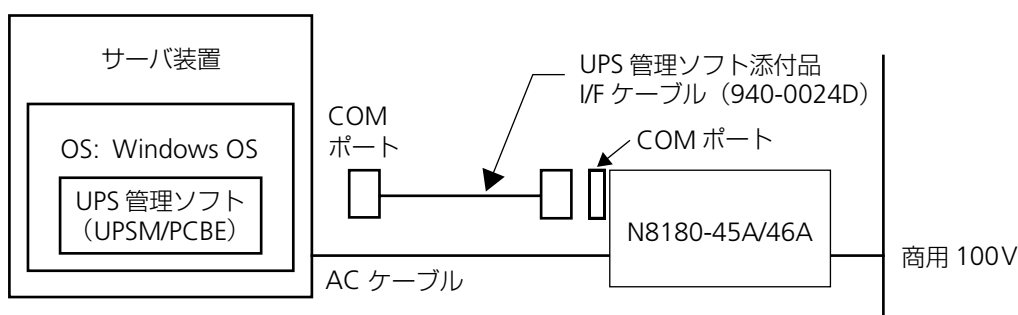 サーバ装置
OS: Windows OS
UPS 管理ソフト
（UPSM/PCBE）
COM
ポート
UPS 管理ソフト添付品
I/F ケーブル（940-0024D）
COM ポート
N8180-45A/46A
AC ケーブル
商用 100V